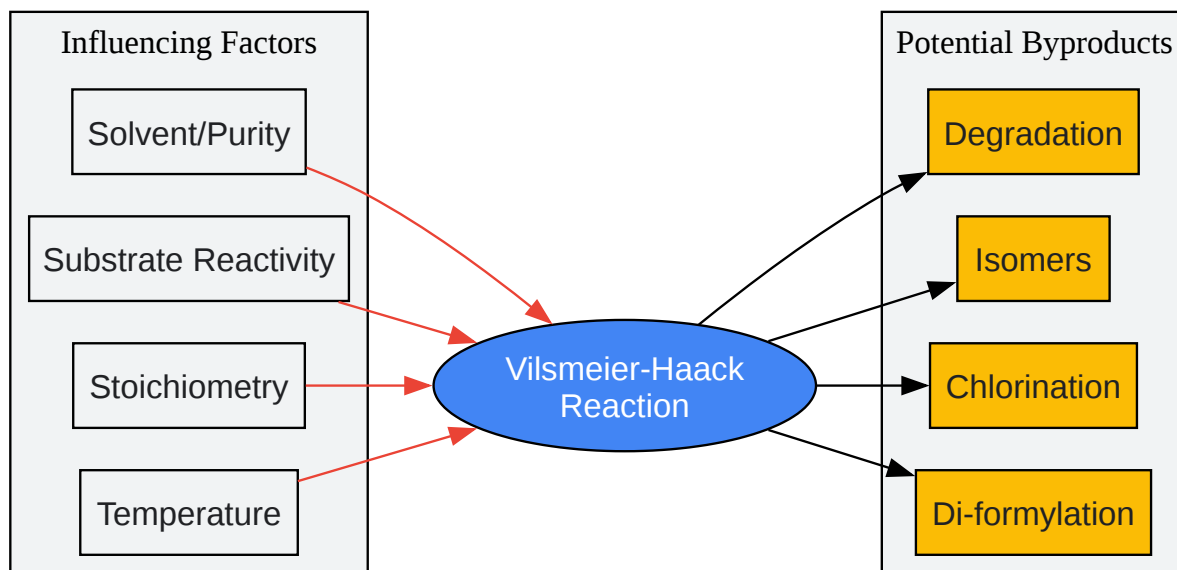 Influencing Factors
Solvent/Purity
Substrate Reactivity
Stoichiometry
Temperature
Vilsmeier-Haack
Reaction
Potential Byproducts
Degradation
Isomers
Chlorination
Di-formylation